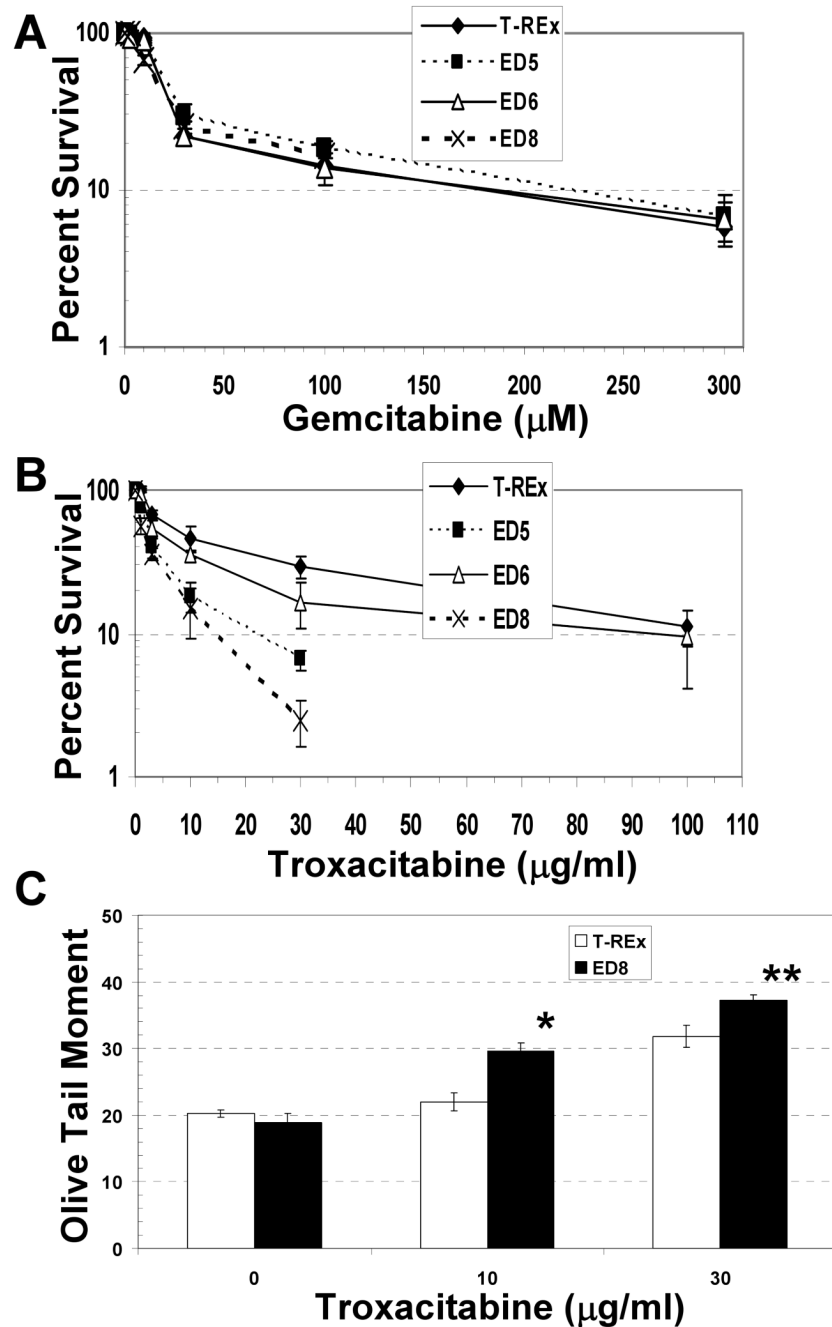 A
Percent Survival
100
10
1
T-REx
ED5
ED6
ED8
0 50 100 150 200 250 300
Gemcitabine (μM)
B
Percent Survival
100
10
1
T-REx
ED5
ED6
ED8
0 10 20 30 40 50 60 70 80 90 100 110
Troxacitabine (μg/ml)
C
Olive Tail Moment
50
40
30
20
10
0
T-REx
ED8
*
**
0 10 30
Troxacitabine (μg/ml)